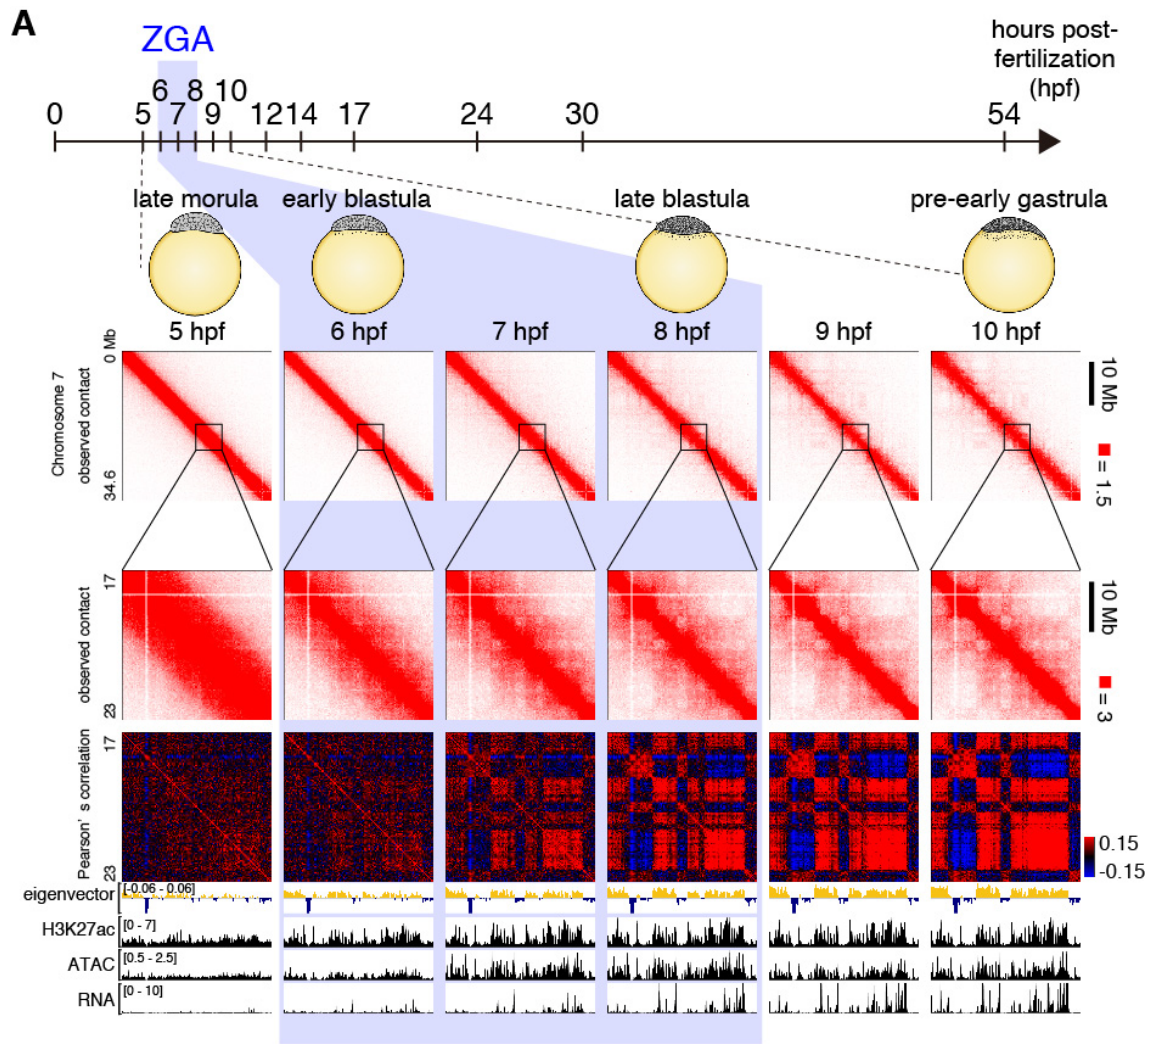 A
ZGA
hours post-
fertilization
(hpf)
0 5 6 7 8 9 10 12 14 17 24 30 54
late morula early blastula late blastula pre-early gastrula
5 hpf 6 hpf 7 hpf 8 hpf 9 hpf 10 hpf
Chromosome 7
observed contact
0 Mb
34.6
10 Mb
= 1.5
observed contact
17
23
10 Mb
= 3
Pearson' s correlation
17
23
0.15
-0.15
eigenvector [-0.06 - 0.06]
H3K27ac [0 - 7]
ATAC [0.5 - 2.5]
RNA [0 - 10]